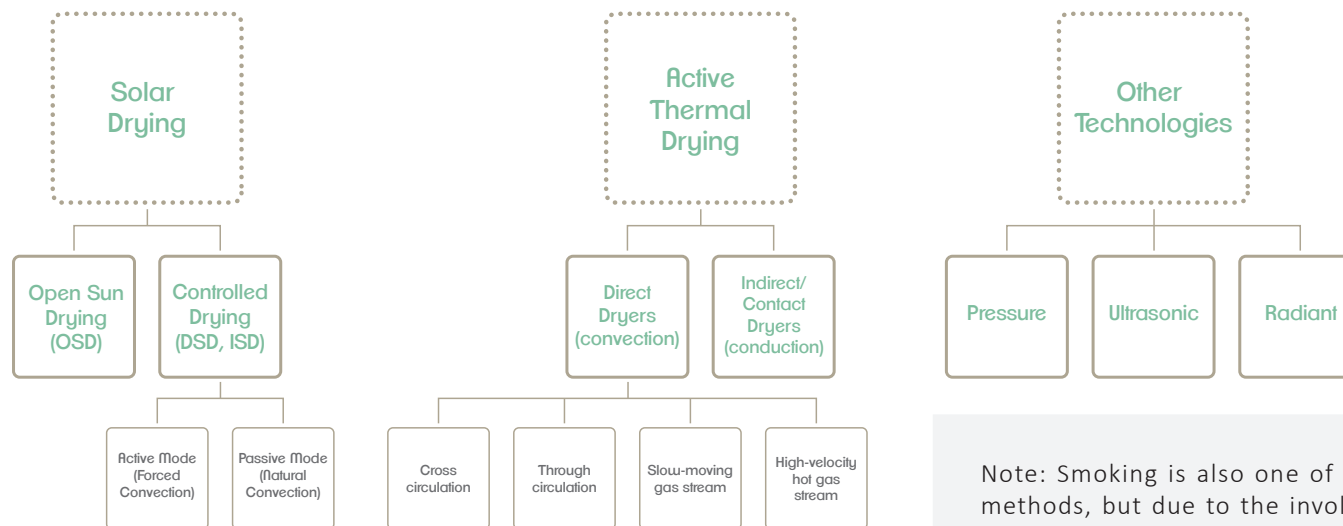 Solar
Drying
Active
Thermal
Drying
Other
Technologies
Open Sun
Drying
(OSD)
Controlled
Drying
(DSD, ISD)
Direct
Dryers
(convection)
Indirect/
Contact
Dryers
(conduction)
Pressure
Ultrasonic
Radiant
Active Mode
(Forced
Convection)
Passive Mode
(Natural
Convection)
Cross
circulation
Through
circulation
Slow-moving
gas stream
High-velocity
hot gas
stream
Note: Smoking is also one of
methods, but due to the invol